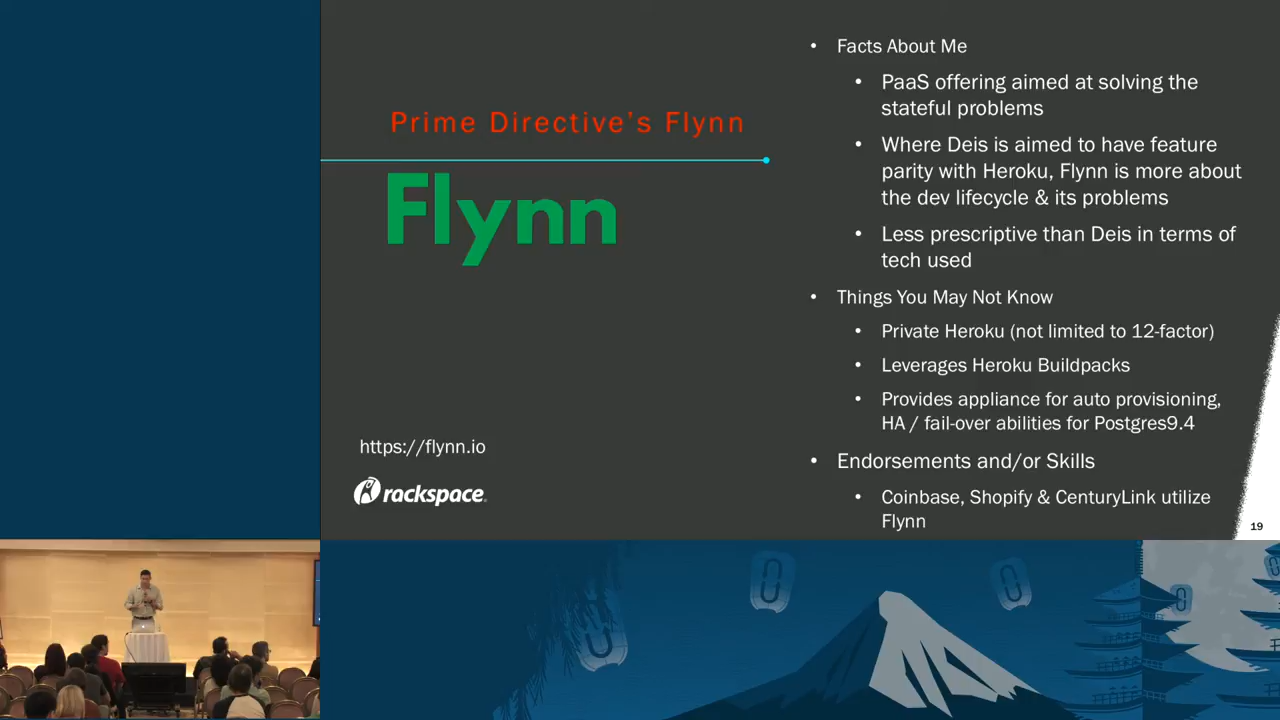 Prime Directive's Flynn
Flynn
https://flynn.io
rackspace.
• Facts About Me
• PaaS offering aimed at solving the
stateful problems
• Where Deis is aimed to have feature
parity with Heroku, Flynn is more about
the dev lifecycle & its problems
• Less prescriptive than Deis in terms of
tech used
• Things You May Not Know
• Private Heroku (not limited to 12-factor)
• Leverages Heroku Buildpacks
• Provides appliance for auto provisioning,
HA / fail-over abilities for Postgres9.4
• Endorsements and/or Skills
• Coinbase, Shopify & CenturyLink utilize
Flynn
19